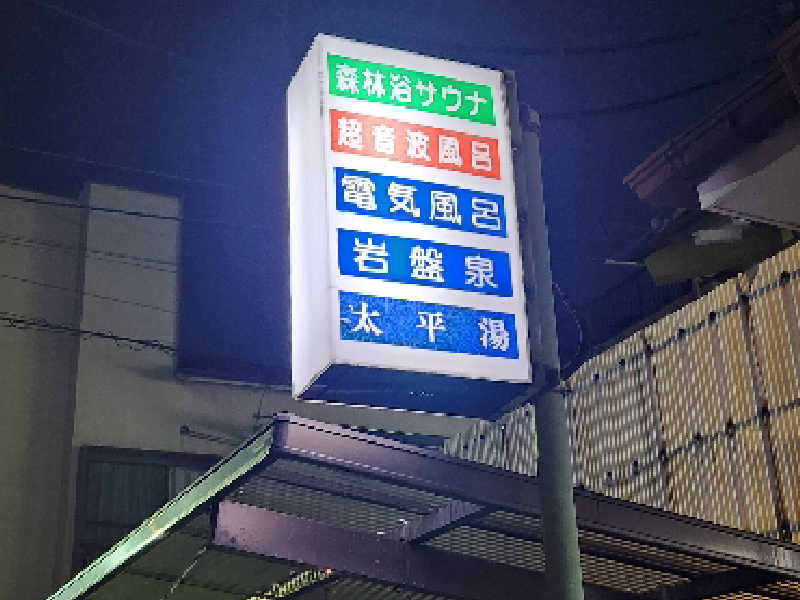 森林浴サウナ
超音波風呂
電気風呂
岩盤泉
太平湯